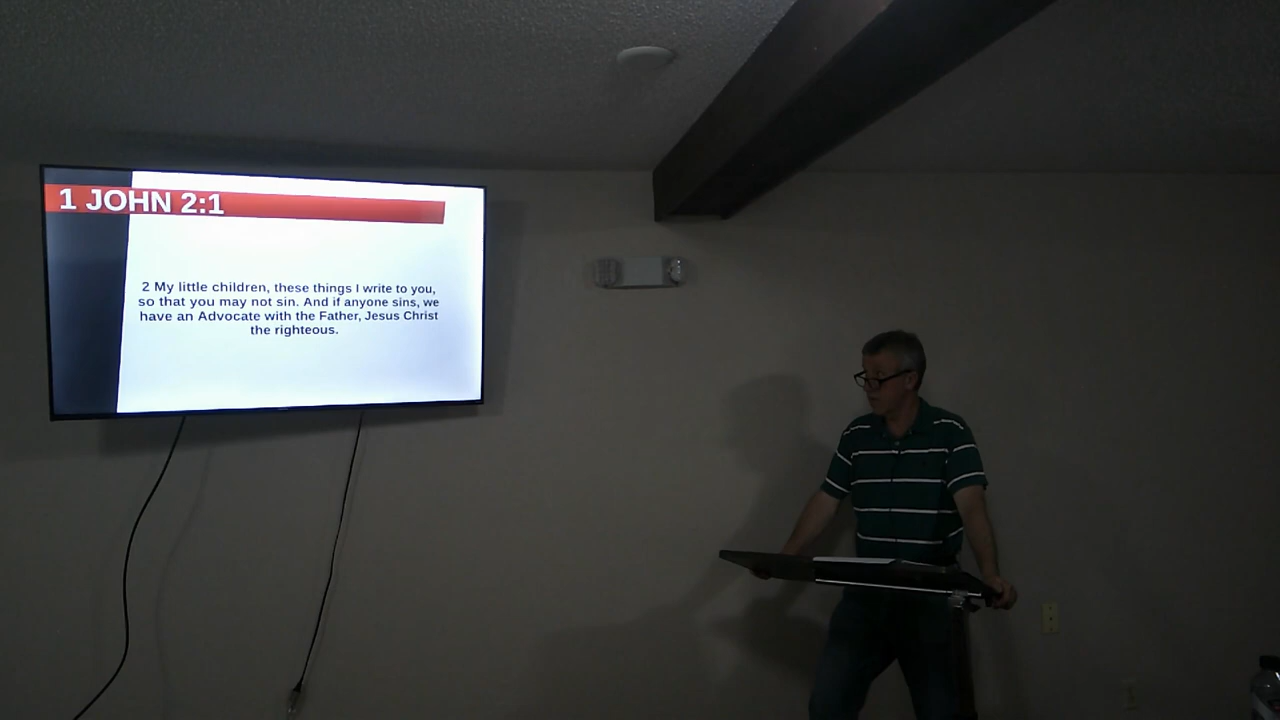 1 JOHN 2:1
2 My little children, these things I write to you,
so that you may not sin. And if anyone sins, we
have an Advocate with the Father, Jesus Christ
the righteous.